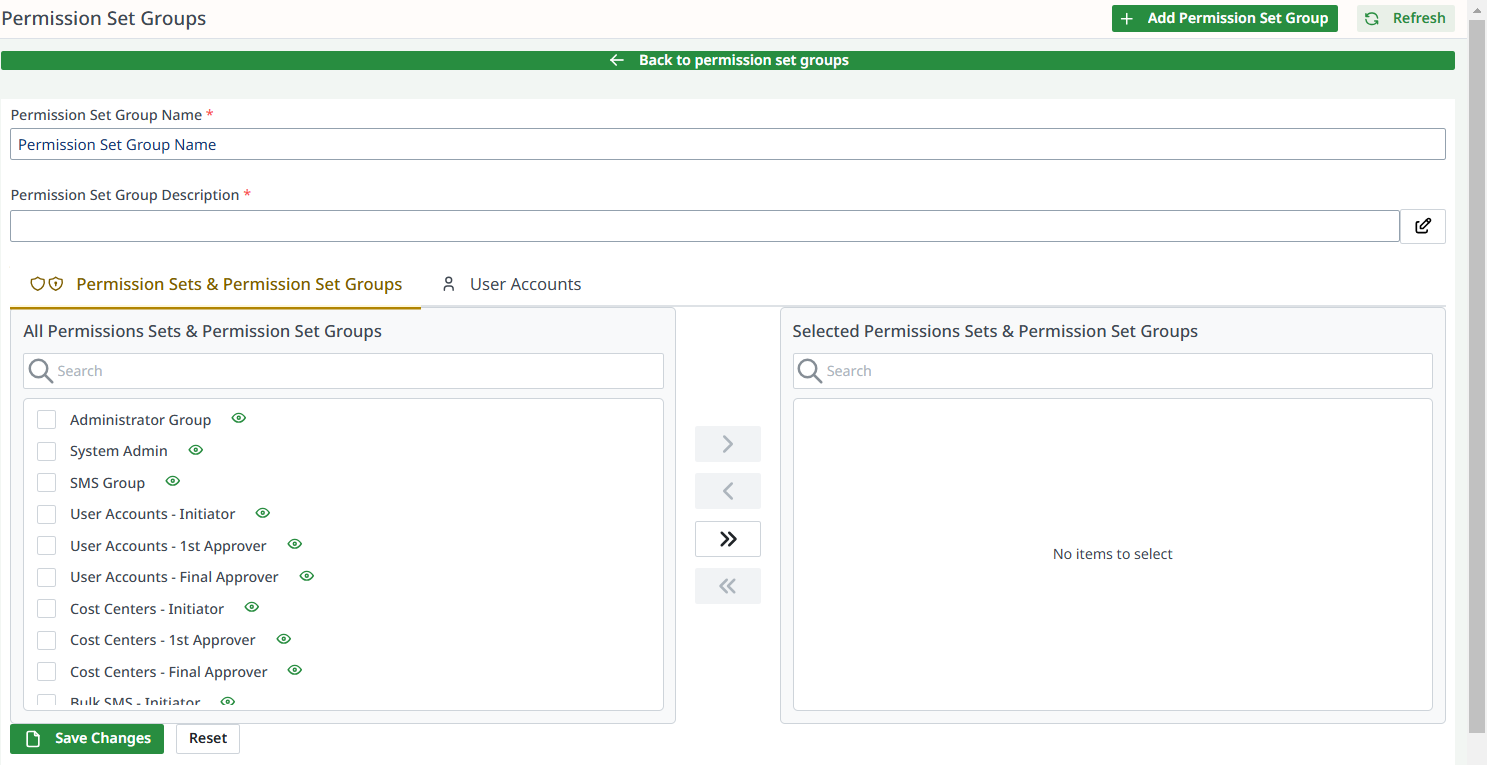 Permission Set Groups
Add Permission Set Group
Refresh
Back to permission set groups
Permission Set Group Name *
Permission Set Group Name
Permission Set Group Description *
Permission Sets & Permission Set Groups
User Accounts
All Permissions Sets & Permission Set Groups
Search
Administrator Group
System Admin
SMS Group
User Accounts - Initiator
User Accounts - 1st Approver
User Accounts - Final Approver
Cost Centers - Initiator
Cost Centers - 1st Approver
Cost Centers - Final Approver
Bulk SMS - Initiator
Selected Permissions Sets & Permission Set Groups
Search
No items to select
Save Changes
Reset